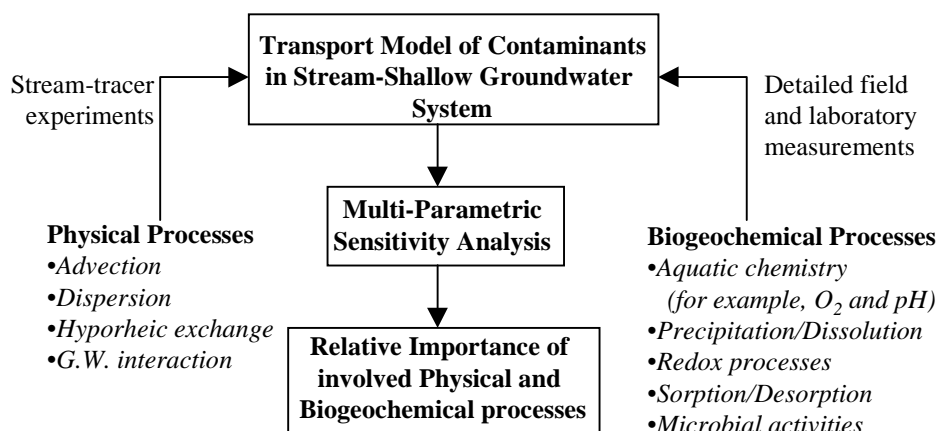 Transport Model of Contaminants
in Stream-Shallow Groundwater
System
Stream-tracer
experiments
Detailed field
and laboratory
measurements
Multi-Parametric
Sensitivity Analysis
Physical Processes
•Advection
•Dispersion
•Hyporheic exchange
•G.W. interaction
Biogeochemical Processes
•Aquatic chemistry
(for example, O₂ and pH)
•Precipitation/Dissolution
•Redox processes
•Sorption/Desorption
•Microbial activities
Relative Importance of
involved Physical and
Biogeochemical processes